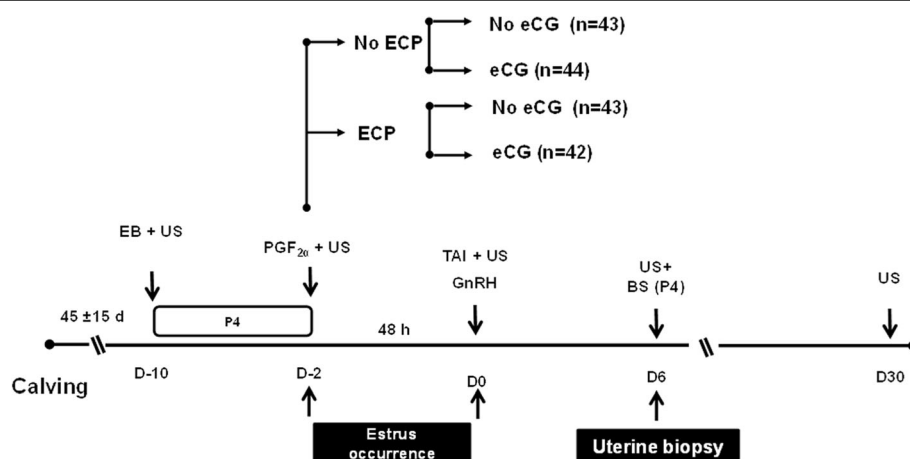 No eCG (n=43)
No ECP
eCG (n=44)
No eCG (n=43)
ECP
eCG (n=42)
EB + US
PGF2α + US
TAI + US
GnRH
US+
BS (P4)
US
45 ±15 d
P4
48 h
Calving
D-10
D-2
D0
D6
D30
Estrus
occurrence
Uterine biopsy